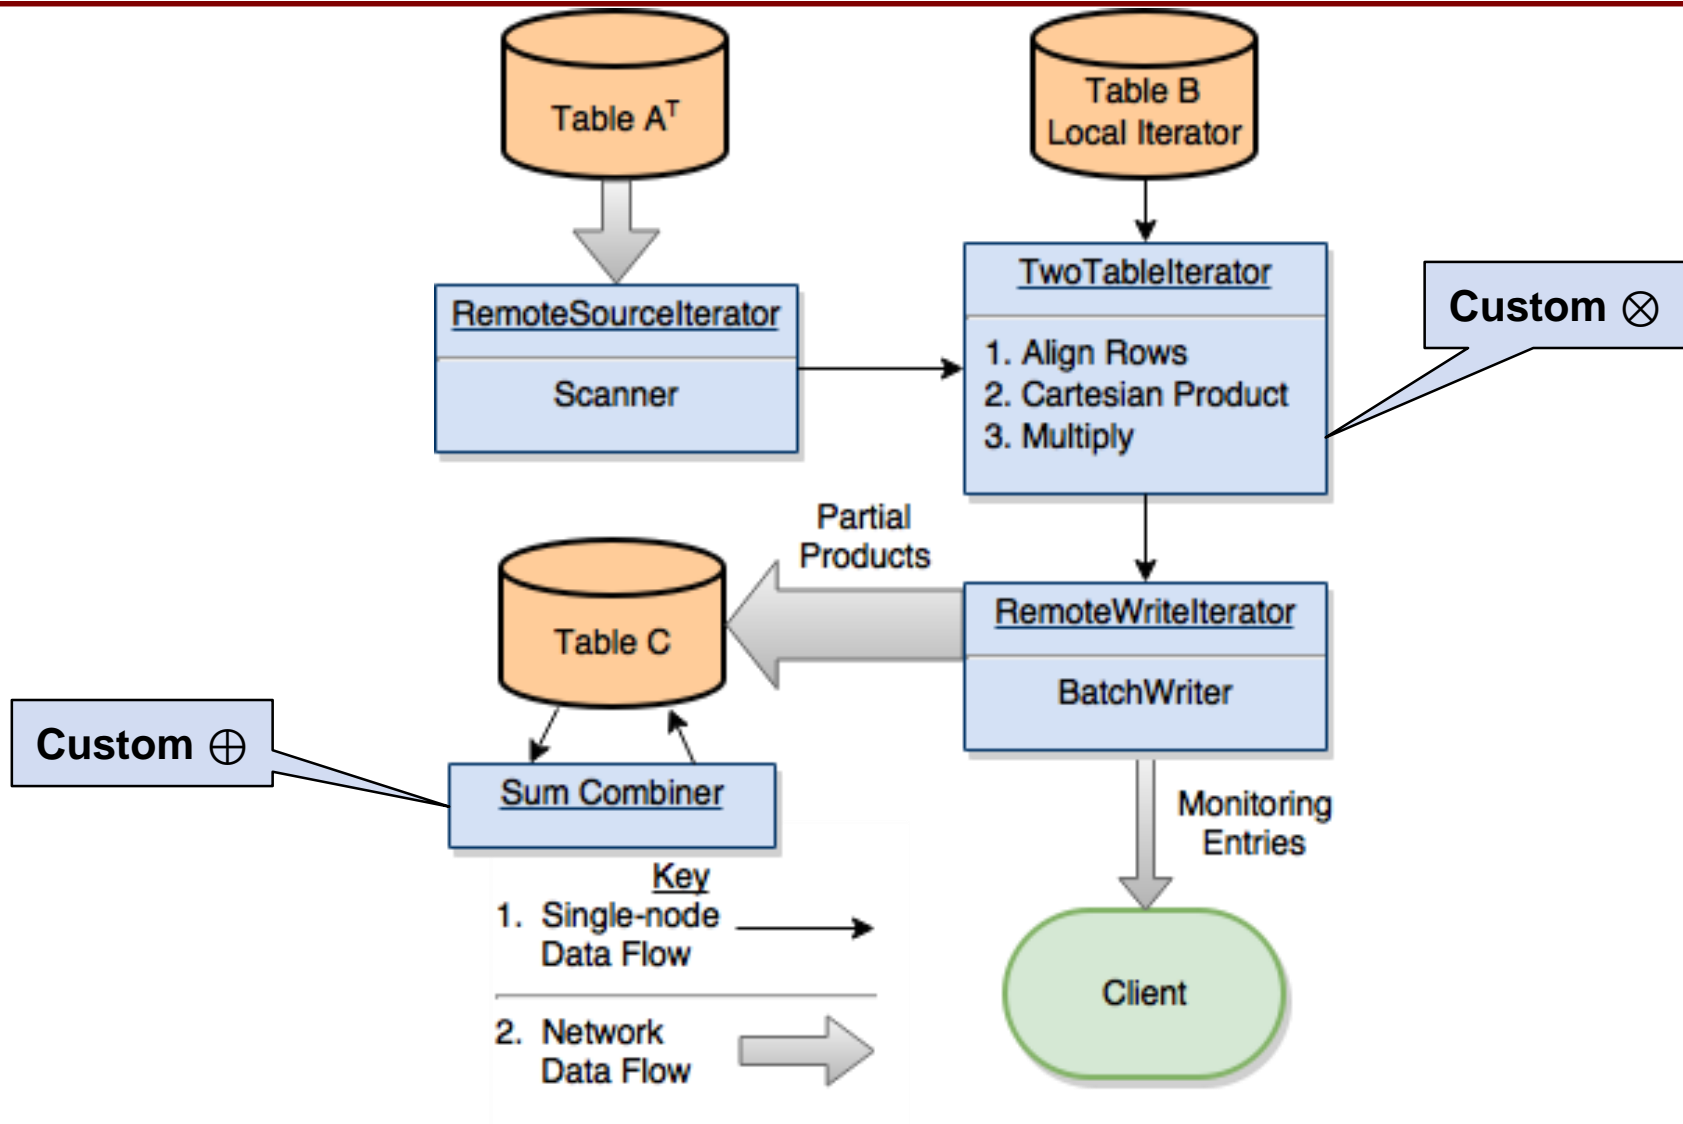 Table Aᵀ
Table B
Local Iterator
RemoteSourceIterator
Scanner
TwoTableIterator
1. Align Rows
2. Cartesian Product
3. Multiply
Custom ⊗
Partial
Products
Table C
RemoteWriteIterator
BatchWriter
Custom ⊕
Sum Combiner
Monitoring
Entries
Key
1. Single-node
Data Flow
2. Network
Data Flow
Client